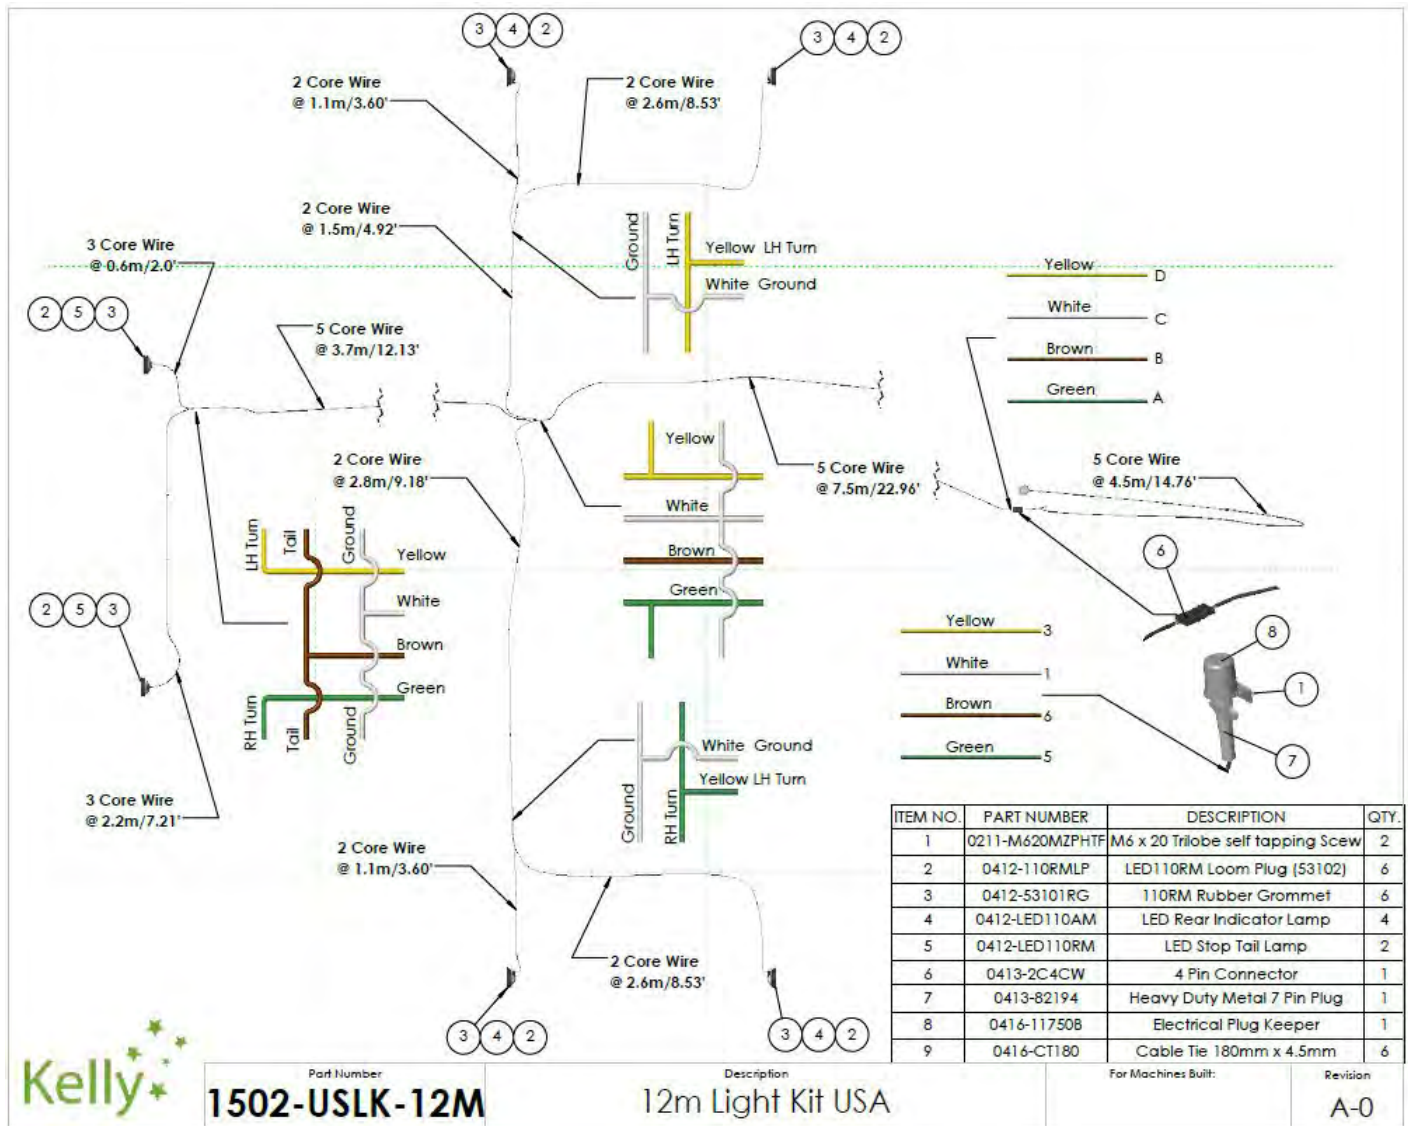 3 4 2
3 4 2
2 Core Wire
@ 1.1m/3.60'
2 Core Wire
@ 2.6m/8.53'
2 Core Wire
@ 1.5m/4.92'
3 Core Wire
@ 0.6m/2.0'
Ground
LH Turn
Yellow LH Turn
White Ground
Yellow D
White C
Brown B
Green A
2 5 3
5 Core Wire
@ 3.7m/12.13'
2 Core Wire
@ 2.8m/9.18'
Yellow
White
Brown
Green
5 Core Wire
@ 7.5m/22.96'
5 Core Wire
@ 4.5m/14.76'
LH Turn
Tail
Ground
Yellow
White
Brown
Green
RH Turn
Tail
Ground
6
2 5 3
Yellow 3
White 1
Brown 6
Green 5
8
1
7
White Ground
Yellow LH Turn
Ground
RH Turn
3 Core Wire
@ 2.2m/7.21'
2 Core Wire
@ 1.1m/3.60'
2 Core Wire
@ 2.6m/8.53'
3 4 2
3 4 2
ITEM NO. PART NUMBER DESCRIPTION QTY.
1 0211-M620MZPHTF M6 x 20 Trilobe self tapping Scew 2
2 0412-110RMLP LED110RM Loom Plug (53102) 6
3 0412-53101RG 110RM Rubber Grommet 6
4 0412-LED110AM LED Rear Indicator Lamp 4
5 0412-LED110RM LED Stop Tail Lamp 2
6 0413-2C4CW 4 Pin Connector 1
7 0413-82194 Heavy Duty Metal 7 Pin Plug 1
8 0416-117508 Electrical Plug Keeper 1
9 0416-CT180 Cable Tie 180mm x 4.5mm 6
Kelly
Part Number
1502-USLK-12M
Description
12m Light Kit USA
For Machines Built:
Revision
A-0